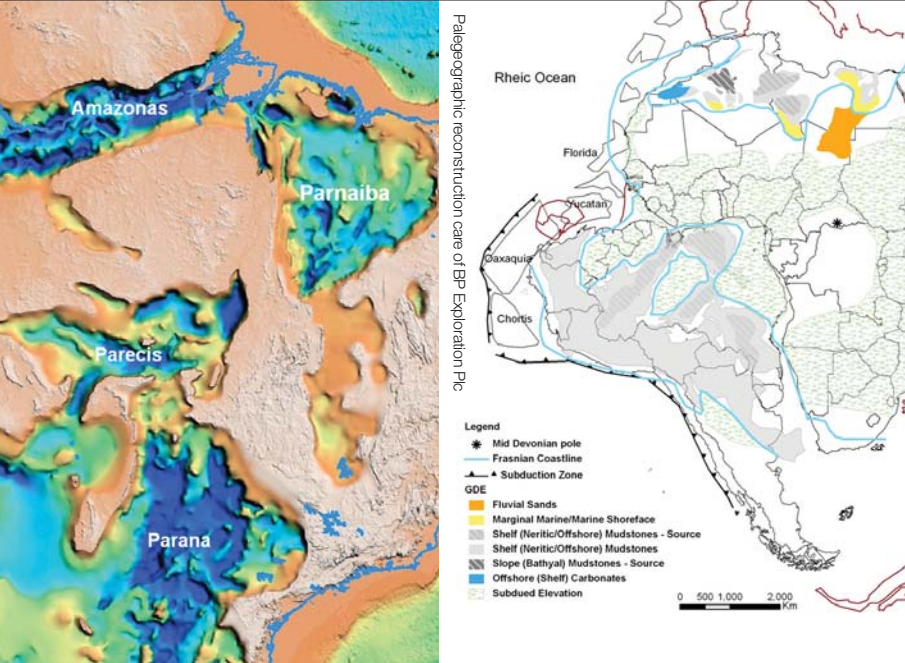 Amazonas
Parnaiba
Parecis
Parana
Palegeographic reconstruction care of BP Exploration Plc
Rheic Ocean
Florida
Yucatan
Oaxaquia
Chortis
Legend
Mid Devonian pole
Frasnian Coastline
Subduction Zone
GDE
Fluvial Sands
Marginal Marine/Marine Shoreface
Shelf (Neritic/Offshore) Mudstones - Source
Shelf (Neritic/Offshore) Mudstones
Slope (Bathyal) Mudstones - Source
Offshore (Shelf) Carbonates
Subdued Elevation
0 500 1,000 2,000
Km